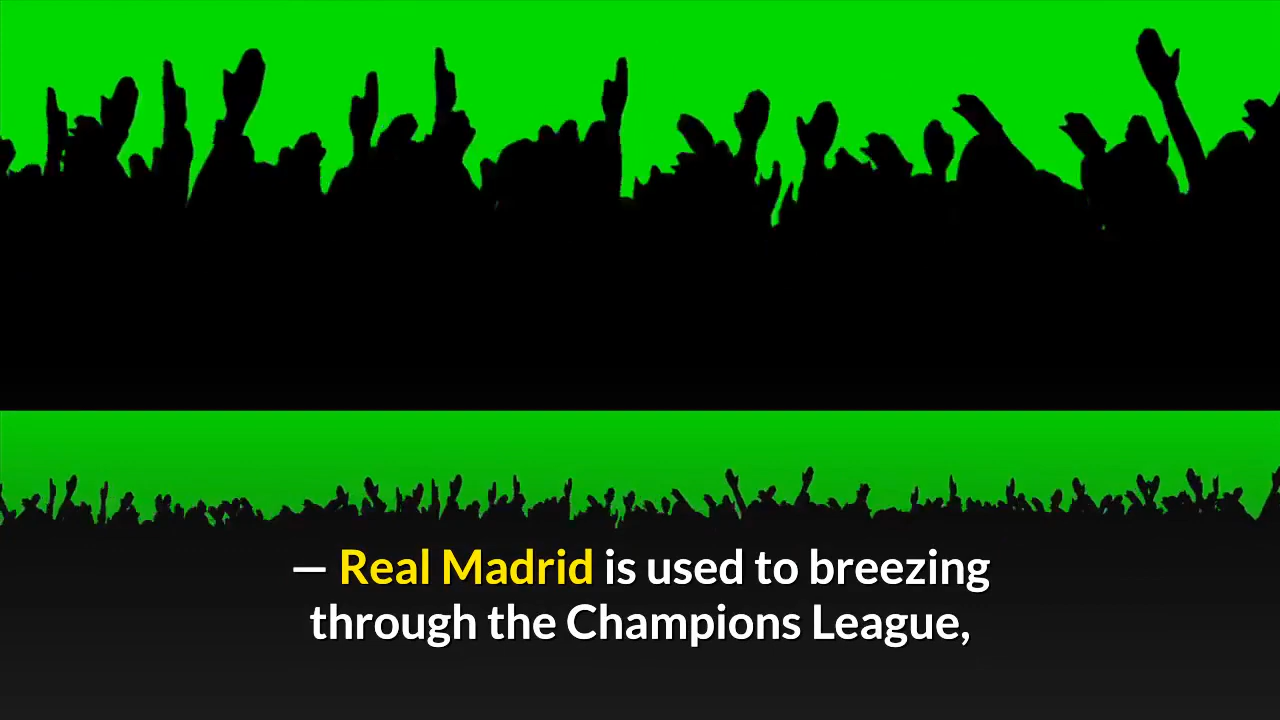 — Real Madrid is used to breezing
through the Champions League,